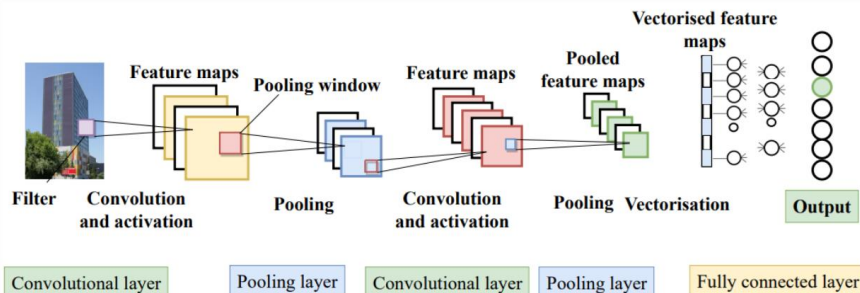 Vectorised feature
maps
Feature maps
Pooling window
Feature maps
Pooled
feature maps
Filter
Convolution
and activation
Pooling
Convolution
and activation
Pooling
Vectorisation
Output
Convolutional layer
Pooling layer
Convolutional layer
Pooling layer
Fully connected layer